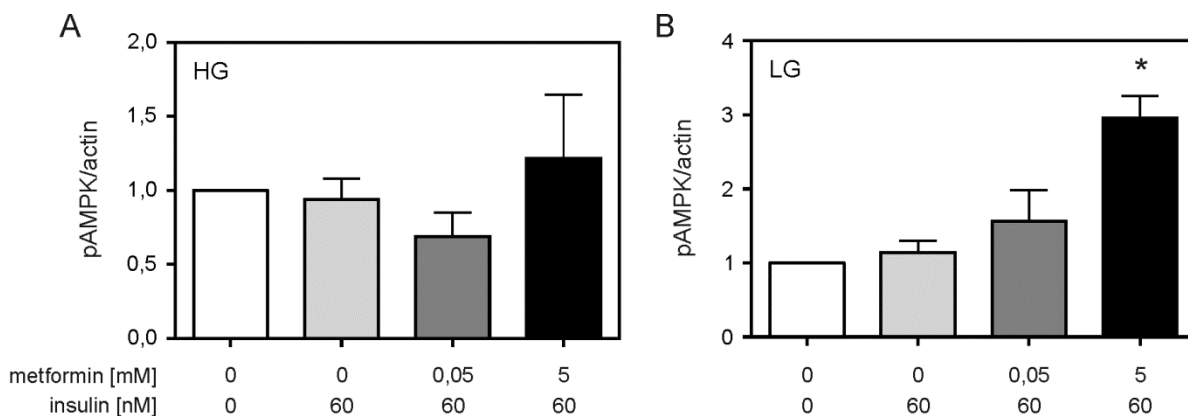 A
HG
pAMPK/actin
2,0
1,5
1,0
0,5
0,0
metformin [mM] 0 0 0,05 5
insulin [nM] 0 60 60 60
B
LG
*
pAMPK/actin
4
3
2
1
0
0 0 0,05 5
0 60 60 60